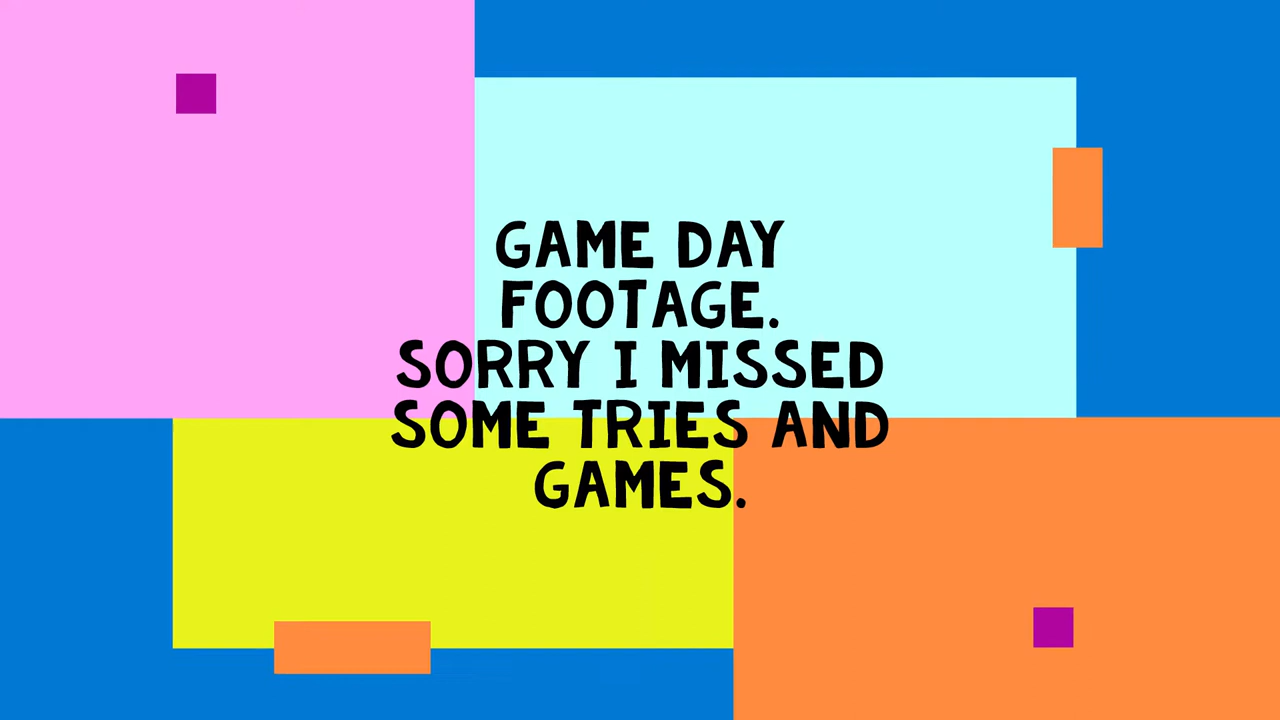 GAME DAY
FOOTAGE.
SORRY I MISSED
SOME TRIES AND
GAMES.